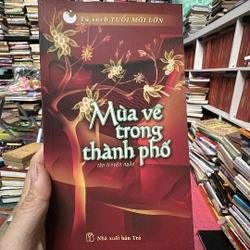 Tủ sách TUỔI MỚI LỚN
Mùa về
trong
thành phố
tập truyện ngắn
Nhà xuất bản Trẻ